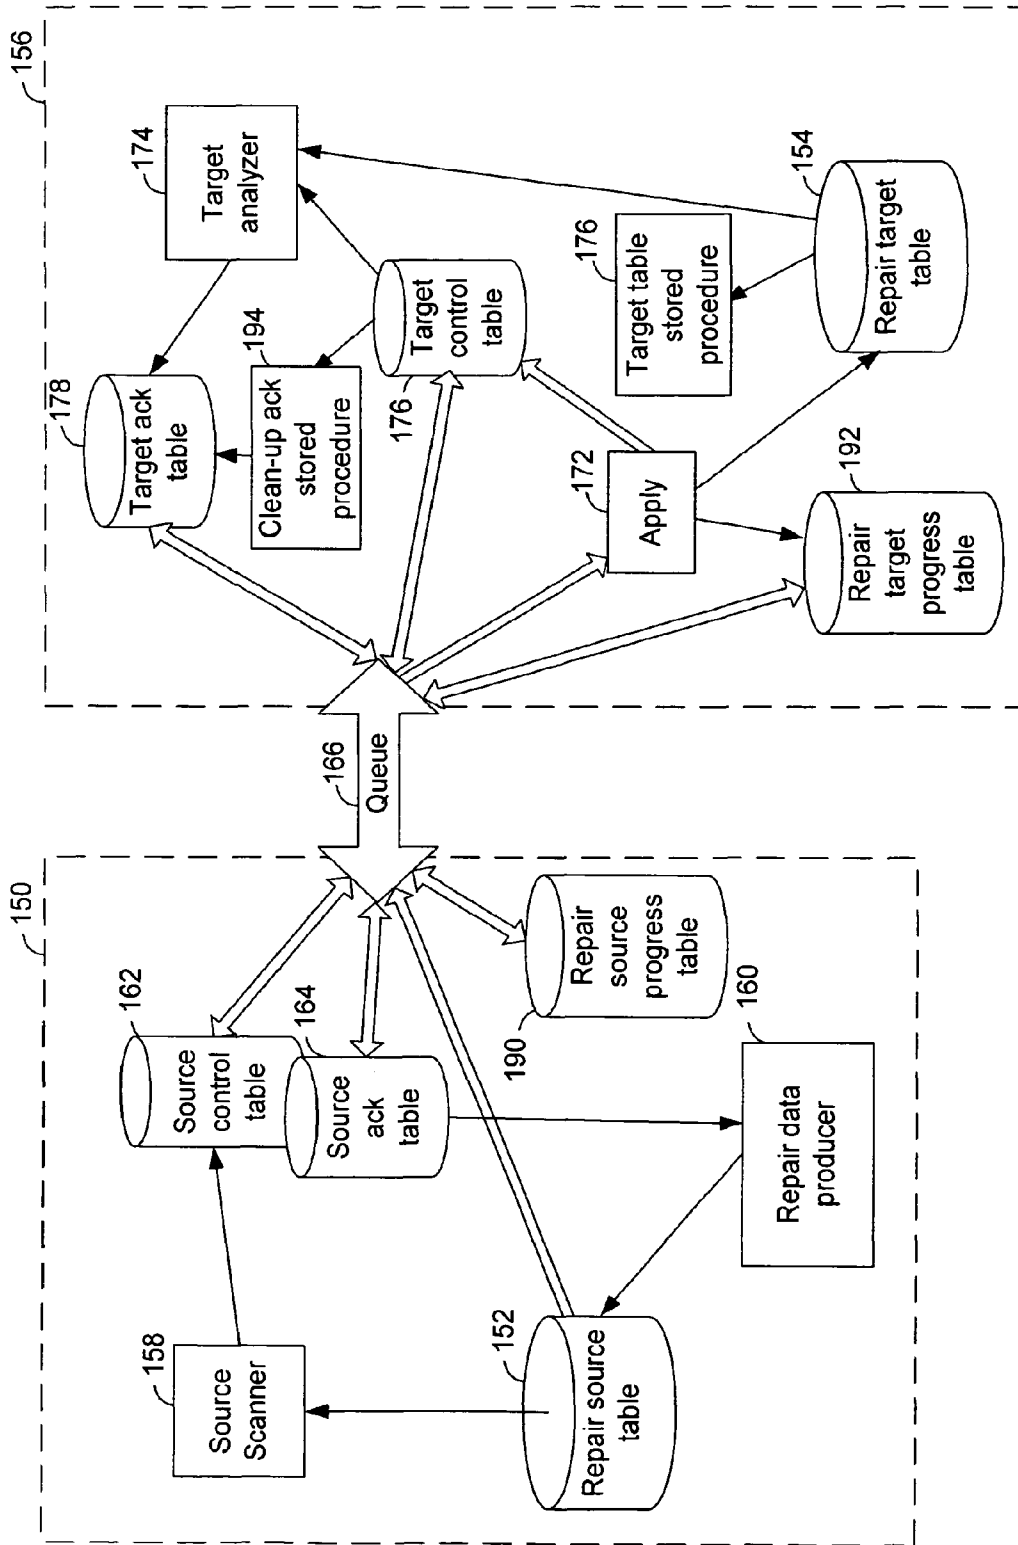 150
158
Source
Scanner
162
Source
control
table
164
Source
ack
table
152
Repair source
table
190
Repair
source
progress
table
160
Repair data
producer
166
Queue
156
178
Target ack
table
174
Target
analyzer
194
Clean-up ack
stored
procedure
176
Target
control
table
172
Apply
176
Target table
stored
procedure
192
Repair
target
progress
table
154
Repair target
table